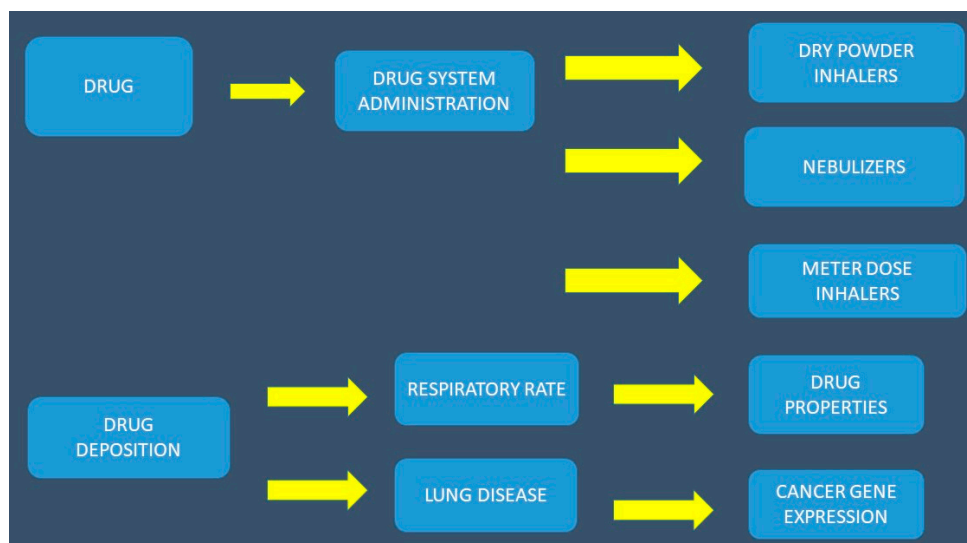 DRUG
DRUG SYSTEM
ADMINISTRATION
DRY POWDER
INHALERS
NEBULIZERS
METER DOSE
INHALERS
DRUG
DEPOSITION
RESPIRATORY RATE
DRUG
PROPERTIES
LUNG DISEASE
CANCER GENE
EXPRESSION